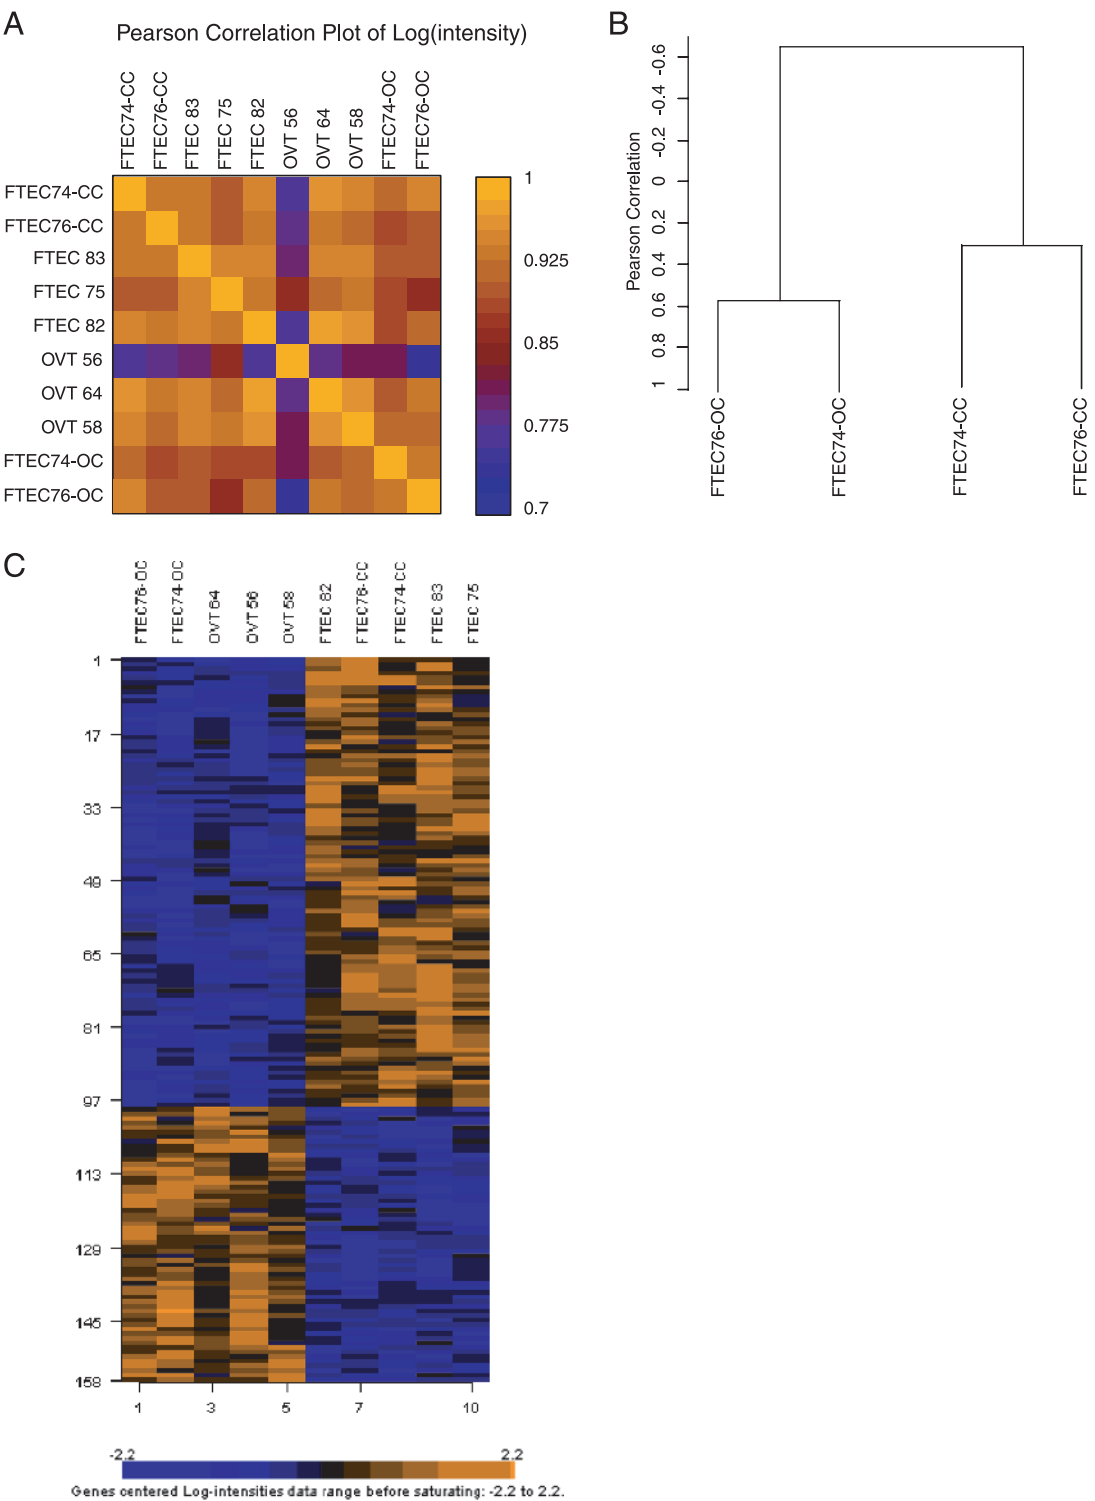 A
Pearson Correlation Plot of Log(intensity)
FTEC74-CC
FTEC76-CC
FTEC 83
FTEC 75
FTEC 82
OVT 56
OVT 64
OVT 58
FTEC74-OC
FTEC76-OC
FTEC74-CC
FTEC76-CC
FTEC 83
FTEC 75
FTEC 82
OVT 56
OVT 64
OVT 58
FTEC74-OC
FTEC76-OC
1
0.925
0.85
0.775
0.7
B
Pearson Correlation
-0.6
-0.4
-0.2
0
0.2
0.4
0.6
0.8
1
FTEC76-OC
FTEC74-OC
FTEC74-CC
FTEC76-CC
C
FTEC76-OC
FTEC74-OC
OVT 64
OVT 56
OVT 58
FTEC 82
FTEC76-CC
FTEC74-CC
FTEC 83
FTEC 75
1
17
33
49
65
81
97
113
129
145
158
1
3
5
7
10
-2.2
2.2
Genes centered Log-intensities data range before saturating: -2.2 to 2.2.